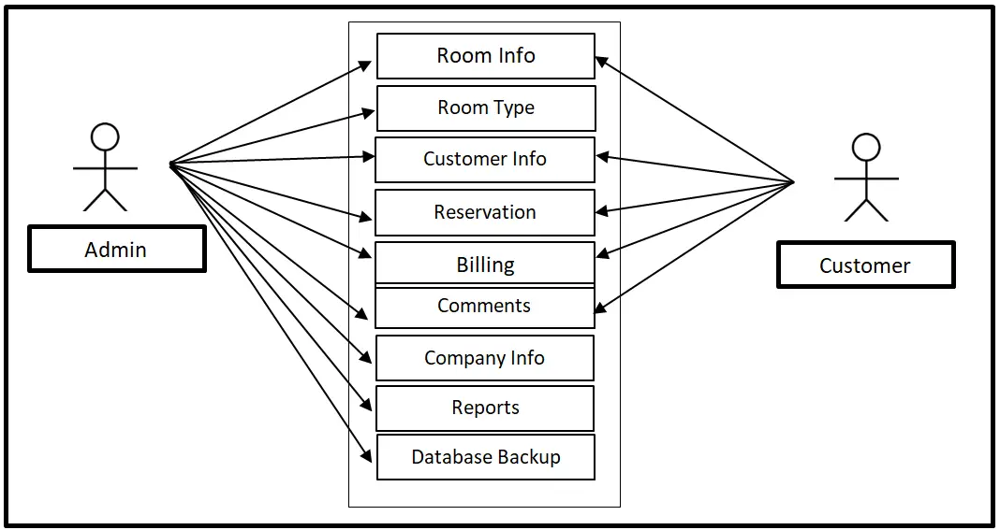 Room Info
Room Type
Customer Info
Reservation
Billing
Comments
Company Info
Reports
Database Backup
Admin
Customer